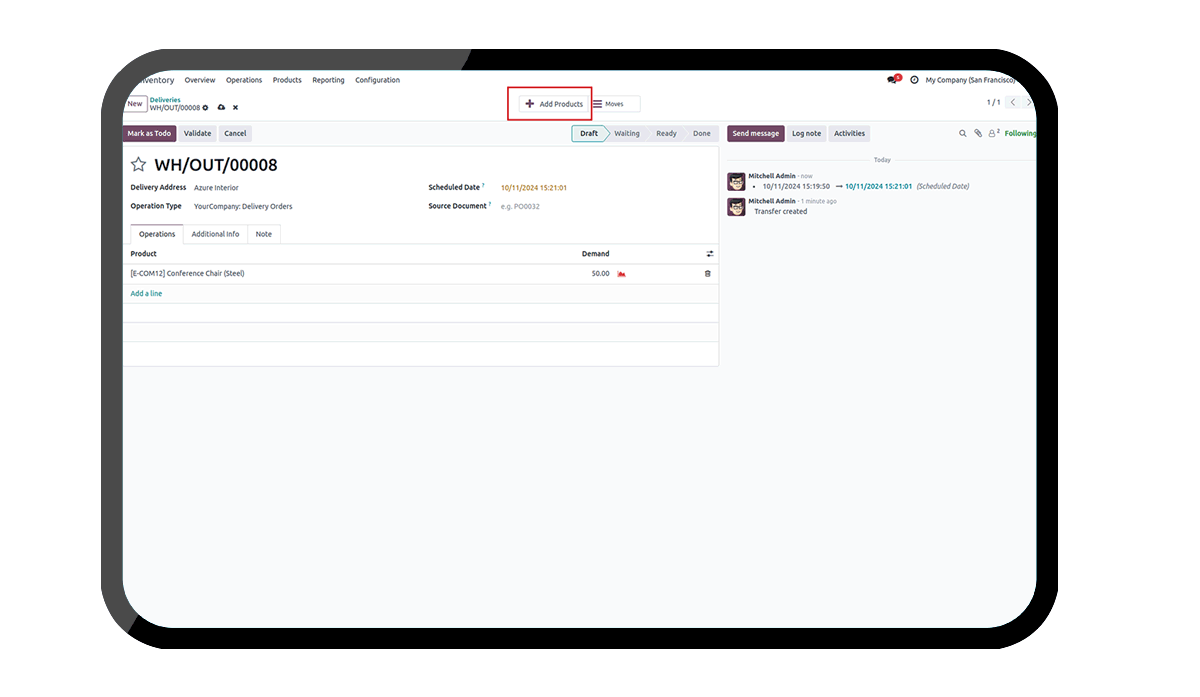 nventory Overview Operations Products Reporting Configuration 5 My Company (San Francisco)
New Deliveries
WH/OUT/00008
Add Products Moves 1 / 1
Mark as Todo Validate Cancel Draft Waiting Ready Done Send message Log note Activities 2 Following
WH/OUT/00008
Delivery Address Azure Interior Scheduled Date ? 10/11/2024 15:21:01
Operation Type YourCompany: Delivery Orders Source Document ? e.g. PO0032
Operations Additional Info Note
Product Demand
[E-COM12] Conference Chair (Steel) 50.00
Add a line
Today
Mitchell Admin - now
• 10/11/2024 15:19:50 → 10/11/2024 15:21:01 (Scheduled Date)
Mitchell Admin - 1 minute ago
Transfer created